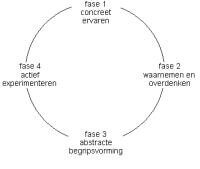 fase 1
concreet
ervaren
fase 4
actief
experimenteren
fase 2
waarnemen en
overdenken
fase 3
abstracte
begripsvorming